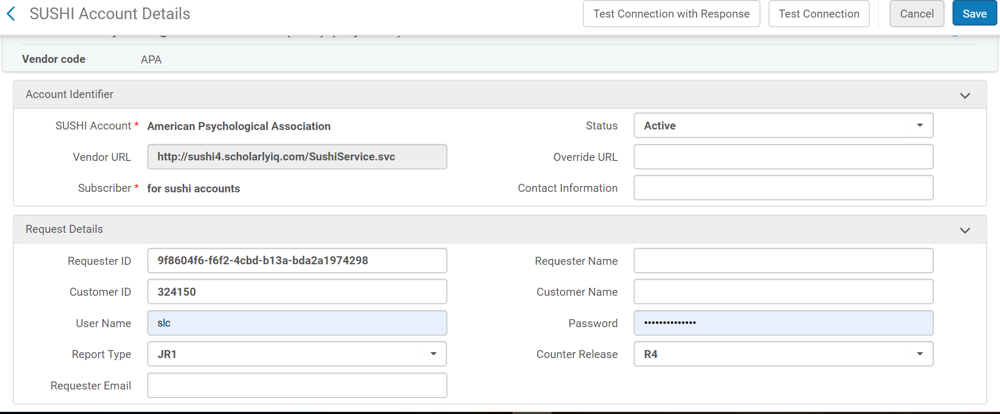 SUSHI Account Details Test Connection with Response Test Connection Cancel Save
Vendor code APA
Account Identifier
SUSHI Account * American Psychological Association Status Active
Vendor URL http://sushi4.scholarlyiq.com/SushiService.svc Override URL
Subscriber * for sushi accounts Contact Information
Request Details
Requester ID 9f8604f6-f6f2-4cbd-b13a-bda2a1974298 Requester Name
Customer ID 324150 Customer Name
User Name slc Password ••••••••••••••
Report Type JR1 Counter Release R4
Requester Email